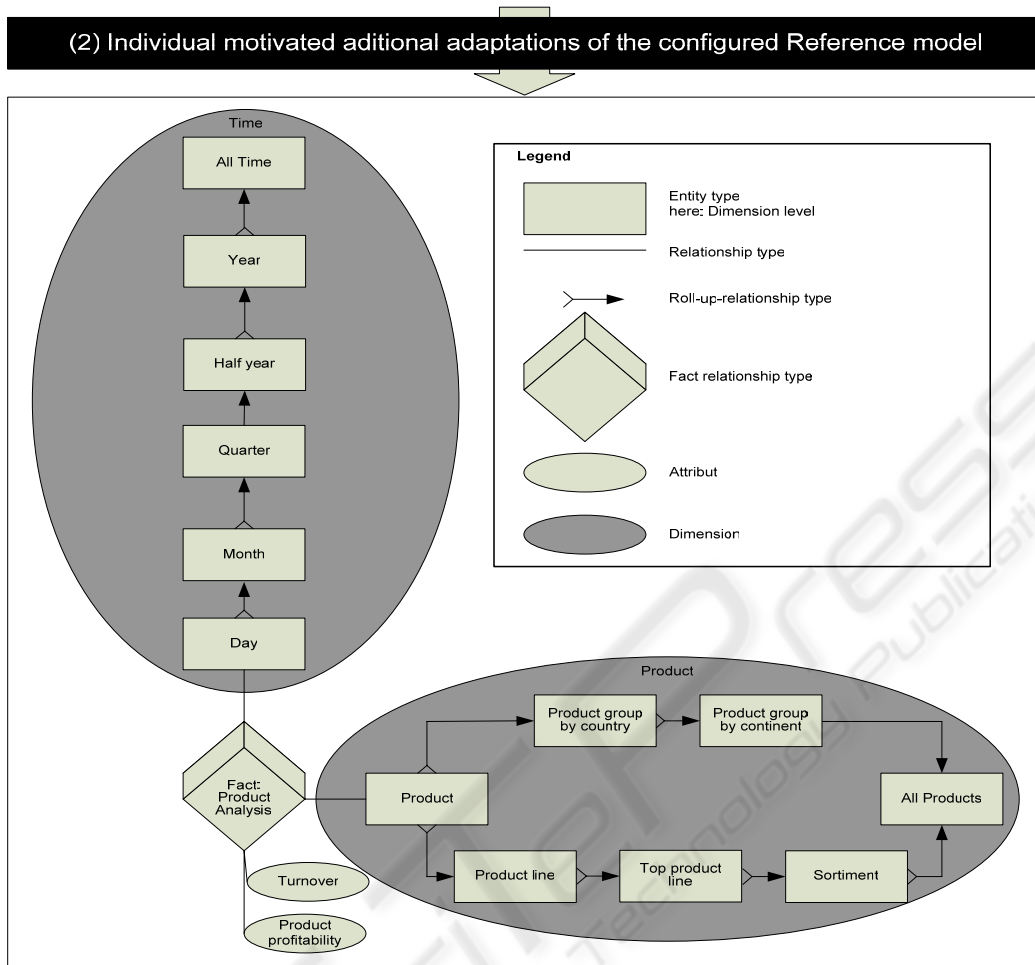 (2) Individual motivated aditional adaptations of the configured Reference model
Time
All Time
Year
Half year
Quarter
Month
Day
Legend
Entity type
here: Dimension level
Relationship type
Roll-up-relationship type
Fact relationship type
Attribut
Dimension
Product
Product group
by country
Product group
by continent
Fact:
Product
Analysis
Product
All Products
Product line
Top product
line
Sortiment
Turnover
Product
profitability